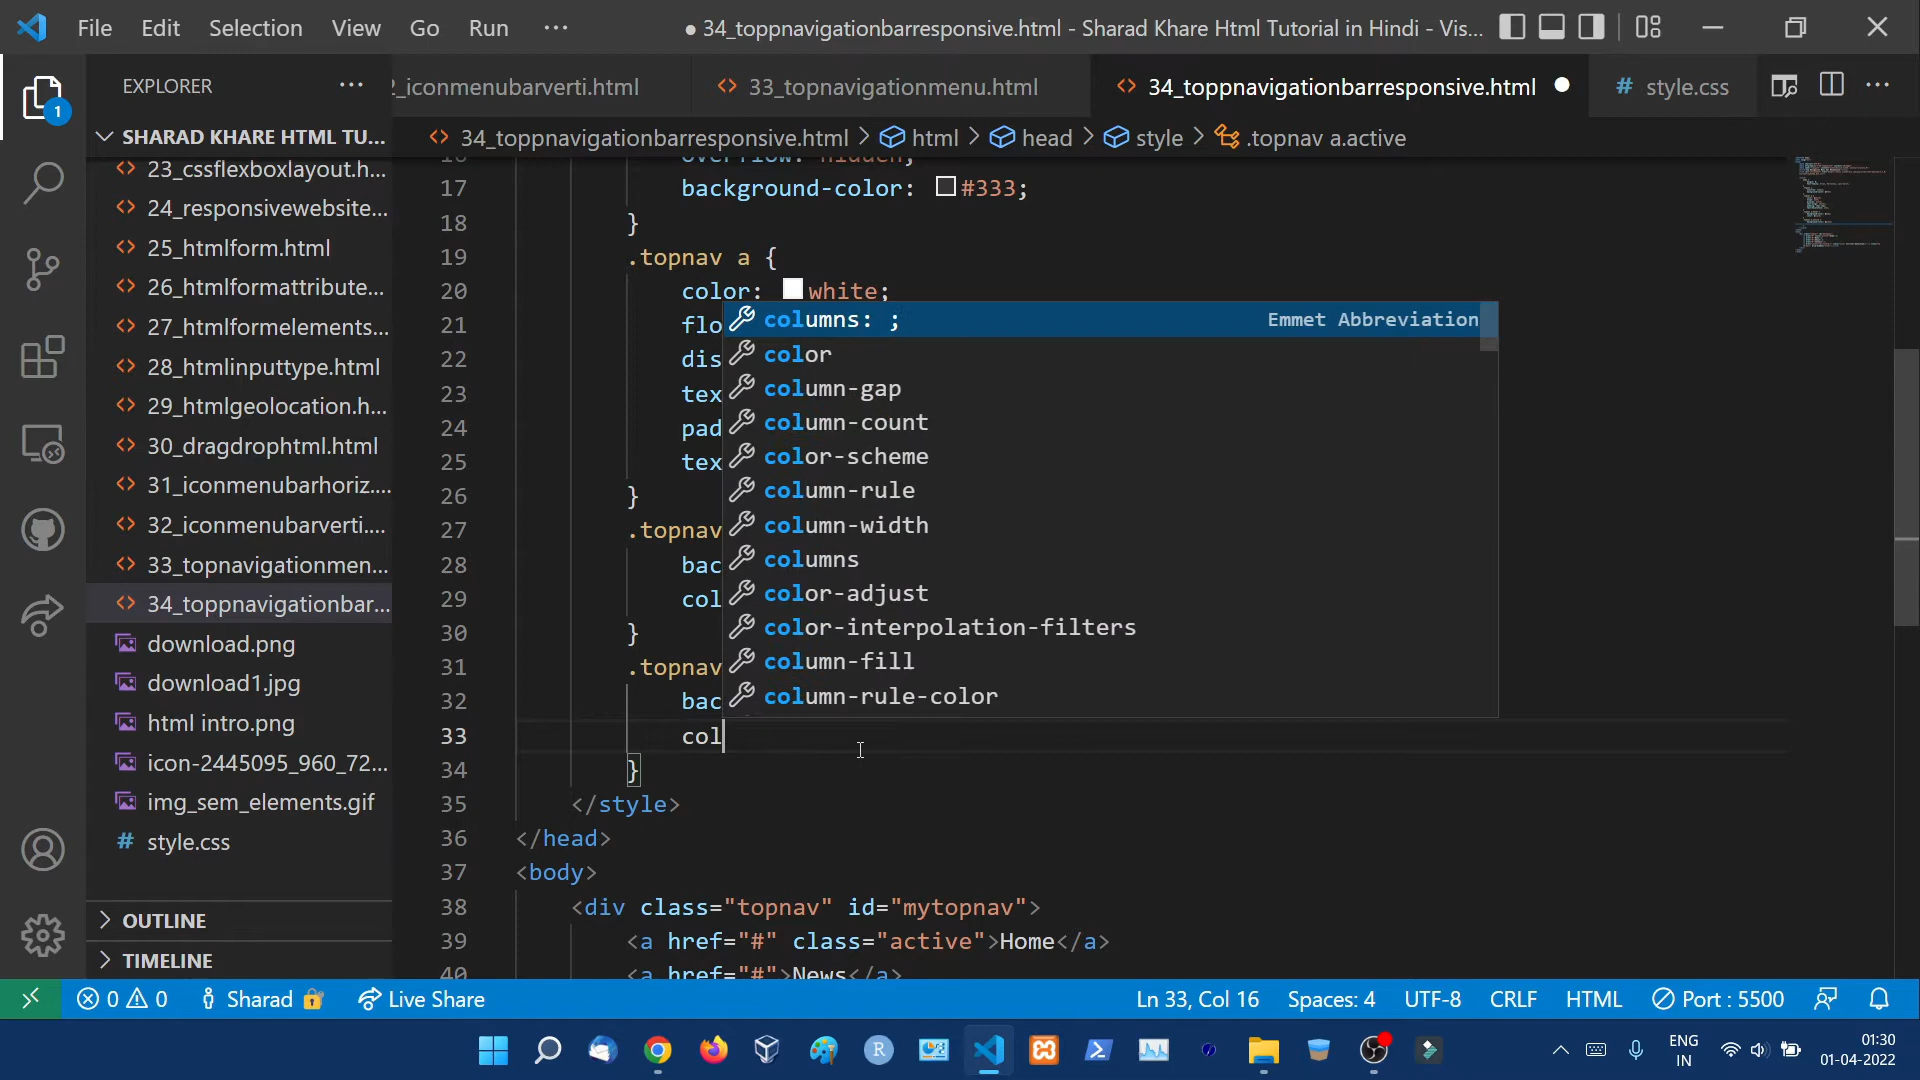 File Edit Selection View Go Run ··· ● 34_toppnavigationbarresponsive.html - Sharad Khare Html Tutorial in Hindi - Vis...
EXPLORER ···
2_iconmenubarverti.html 33_topnavigationmenu.html 34_toppnavigationbarresponsive.html # style.css ···
SHARAD KHARE HTML TU...
34_toppnavigationbarresponsive.html > html > head > style > .topnav a.active
23_cssflexboxlayout.h...
24_responsivewebsite...
25_htmlform.html
26_htmlformattribute...
27_htmlformelements...
28_htmlinputtype.html
29_htmlgeolocation.h...
30_dragdrophtml.html
31_iconmenubarhoriz....
32_iconmenubarverti....
33_topnavigationmen...
34_toppnavigationbar...
download.png
download1.jpg
html intro.png
icon-2445095_960_72...
img_sem_elements.gif
# style.css
OUTLINE
TIMELINE
1
16 overflow: hidden;
17 background-color: #333;
18 }
19 .topnav a {
20 color: white;
21 flo
22 dis
23 tex
24 pad
25 tex
26 }
27 .topnav
28 bac
29 col
30 }
31 .topnav
32 bac
33 col
34 }
35 </style>
36 </head>
37 <body>
38 <div class="topnav" id="mytopnav">
39 <a href="#" class="active">Home</a>
40 <a href="#">News</a>
columns: ; Emmet Abbreviation
color
column-gap
column-count
color-scheme
column-rule
column-width
columns
color-adjust
color-interpolation-filters
column-fill
column-rule-color
0 0 Sharad Live Share Ln 33, Col 16 Spaces: 4 UTF-8 CRLF HTML Port : 5500
R
ENG
IN
01:30
01-04-2022